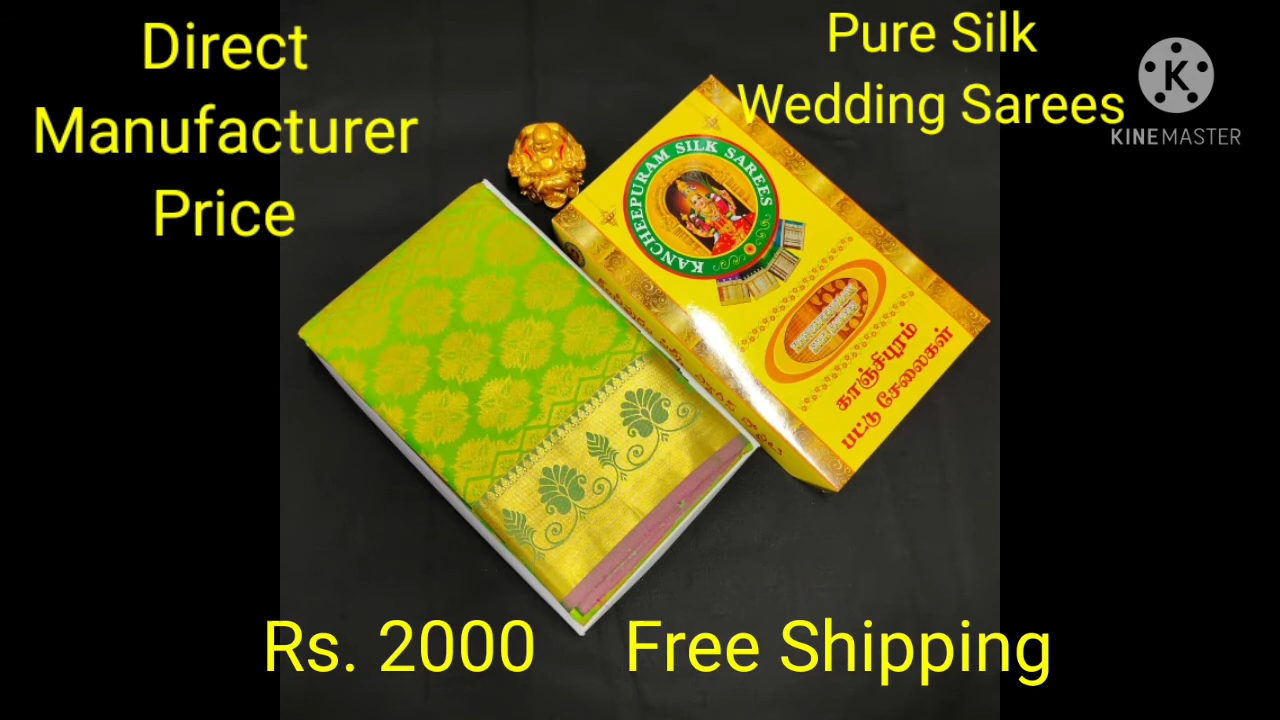 Direct
Manufacturer
Price
Pure Silk
Wedding Sarees
KINEMASTER
KANCHEEPURAM SILK SAREES
காஞ்சிபுரம்
பட்டு சேலைகள்
Rs. 2000 Free Shipping